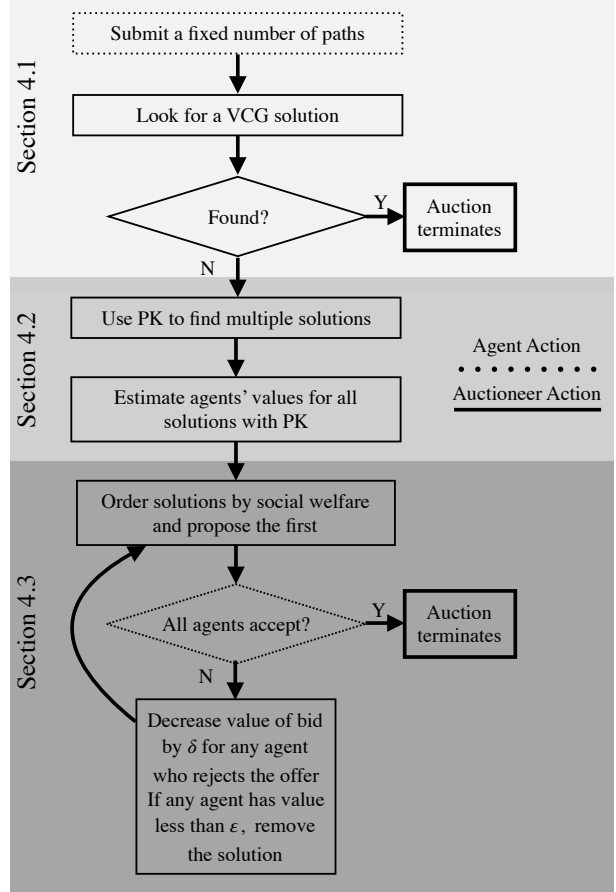 Section 4.1
Submit a fixed number of paths
Look for a VCG solution
Found?
Y
Auction
terminates
N
Section 4.2
Use PK to find multiple solutions
Estimate agents’ values for all
solutions with PK
Agent Action
Auctioneer Action
Section 4.3
Order solutions by social welfare
and propose the first
All agents accept?
Y
Auction
terminates
N
Decrease value of bid
by δ for any agent
who rejects the offer
If any agent has value
less than ε, remove
the solution